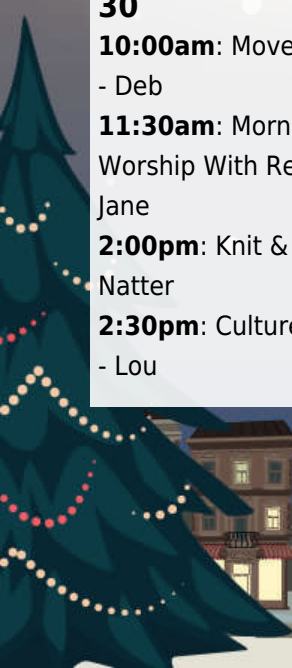 30
10:00am: Move
- Deb
11:30am: Morn
Worship With Re
Jane
2:00pm: Knit &
Natter
2:30pm: Culture
- Lou